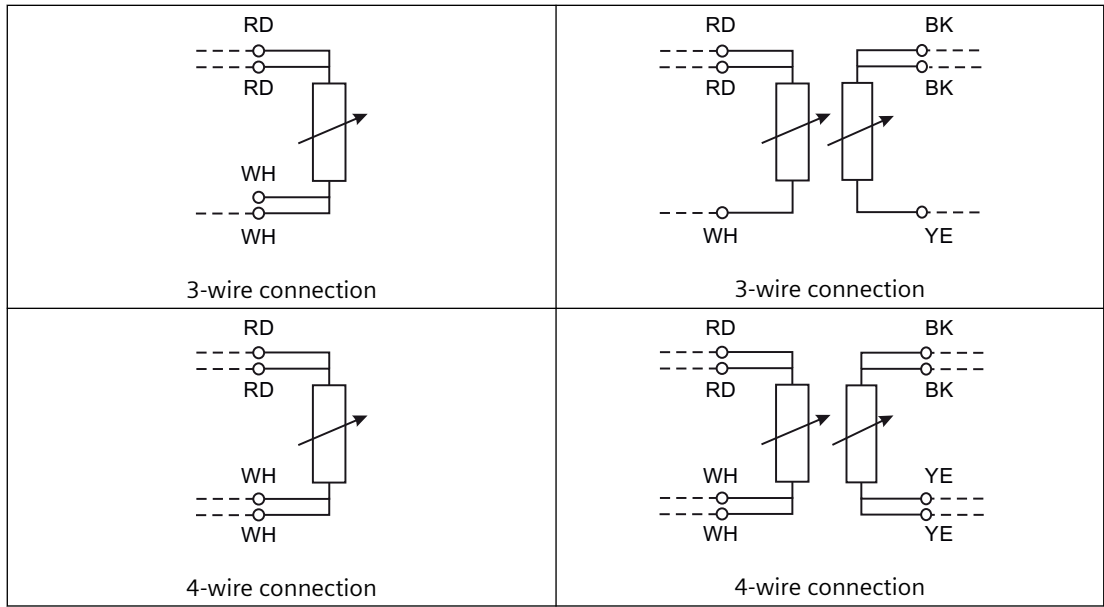 RD
RD
WH
WH
3-wire connection
RD BK
RD BK
WH YE
3-wire connection
RD
RD
WH
WH
4-wire connection
RD BK
RD BK
WH YE
WH YE
4-wire connection